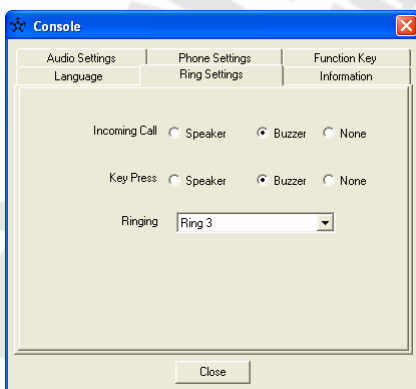 Console
Audio Settings Phone Settings Function Key
Language Ring Settings Information
Incoming Call Speaker Buzzer None
Key Press Speaker Buzzer None
Ringing Ring 3
Close